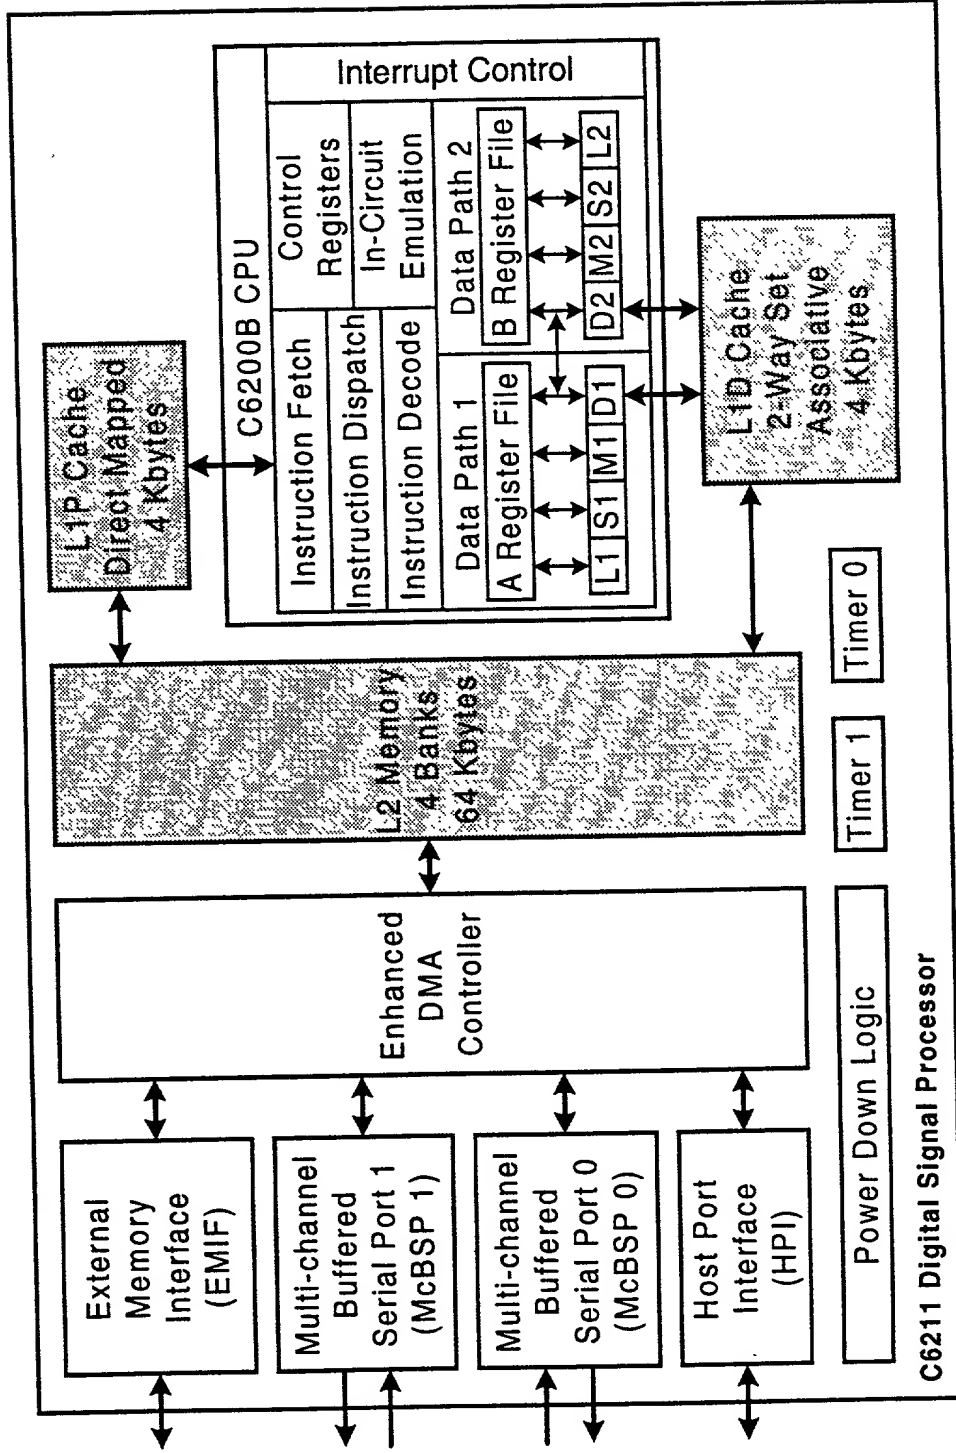 External
Memory
Interface
(EMIF)
Multi-channel
Buffered
Serial Port 1
(McBSP 1)
Multi-channel
Buffered
Serial Port 0
(McBSP 0)
Host Port
Interface
(HPI)
Enhanced
DMA
Controller
L2 Memory
4 Banks
64 Kbytes
L1P Cache
Direct Mapped
4 Kbytes
C6200B CPU
Instruction Fetch
Instruction Dispatch
Instruction Decode
Control
Registers
In-Circuit
Emulation
Interrupt Control
Data Path 1
A Register File
L1 S1 M1 D1
Data Path 2
B Register File
D2 M2 S2 L2
L1D Cache
2-Way Set
Associative
4 Kbytes
Power Down Logic
Timer 1
Timer 0
C6211 Digital Signal Processor